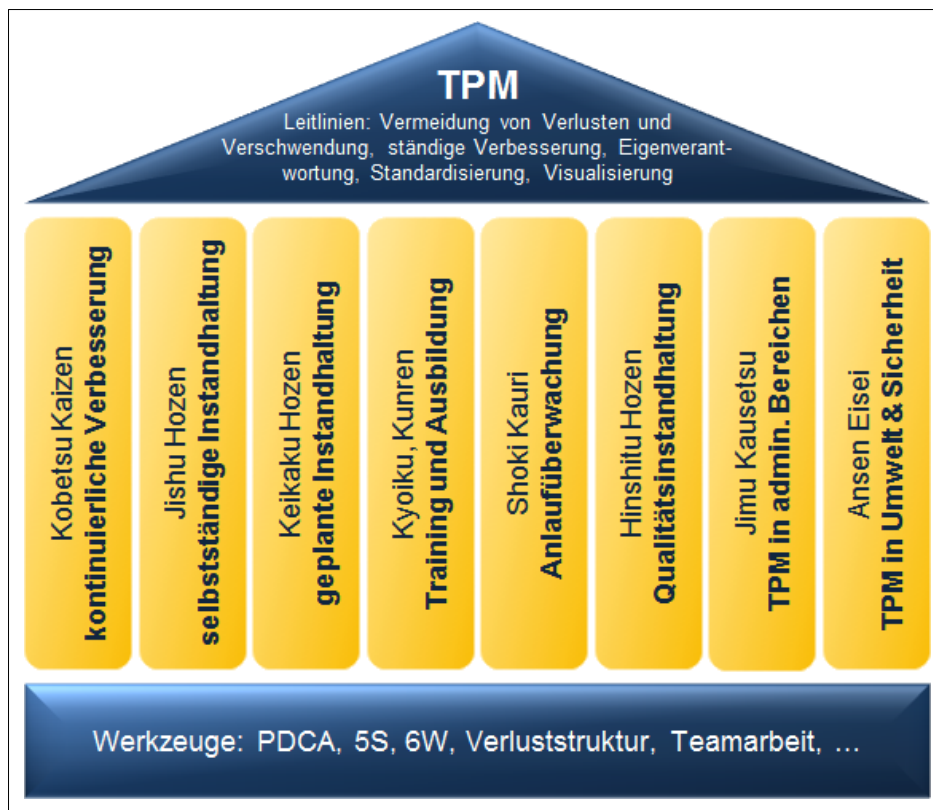 TPM
Leitlinien: Vermeidung von Verlusten und
Verschwendung, ständige Verbesserung, Eigenverant-
wortung, Standardisierung, Visualisierung
Kobetsu Kaizen
kontinuierliche Verbesserung
Jishu Hozen
selbstständige Instandhaltung
Keikaku Hozen
geplante Instandhaltung
Kyoiku, Kunren
Training und Ausbildung
Shoki Kauri
Anlaufüberwachung
Hinshitu Hozen
Qualitätsinstandhaltung
Jimu Kausetsu
TPM in admin. Bereichen
Ansen Eisei
TPM in Umwelt & Sicherheit
Werkzeuge: PDCA, 5S, 6W, Verluststruktur, Teamarbeit, ...